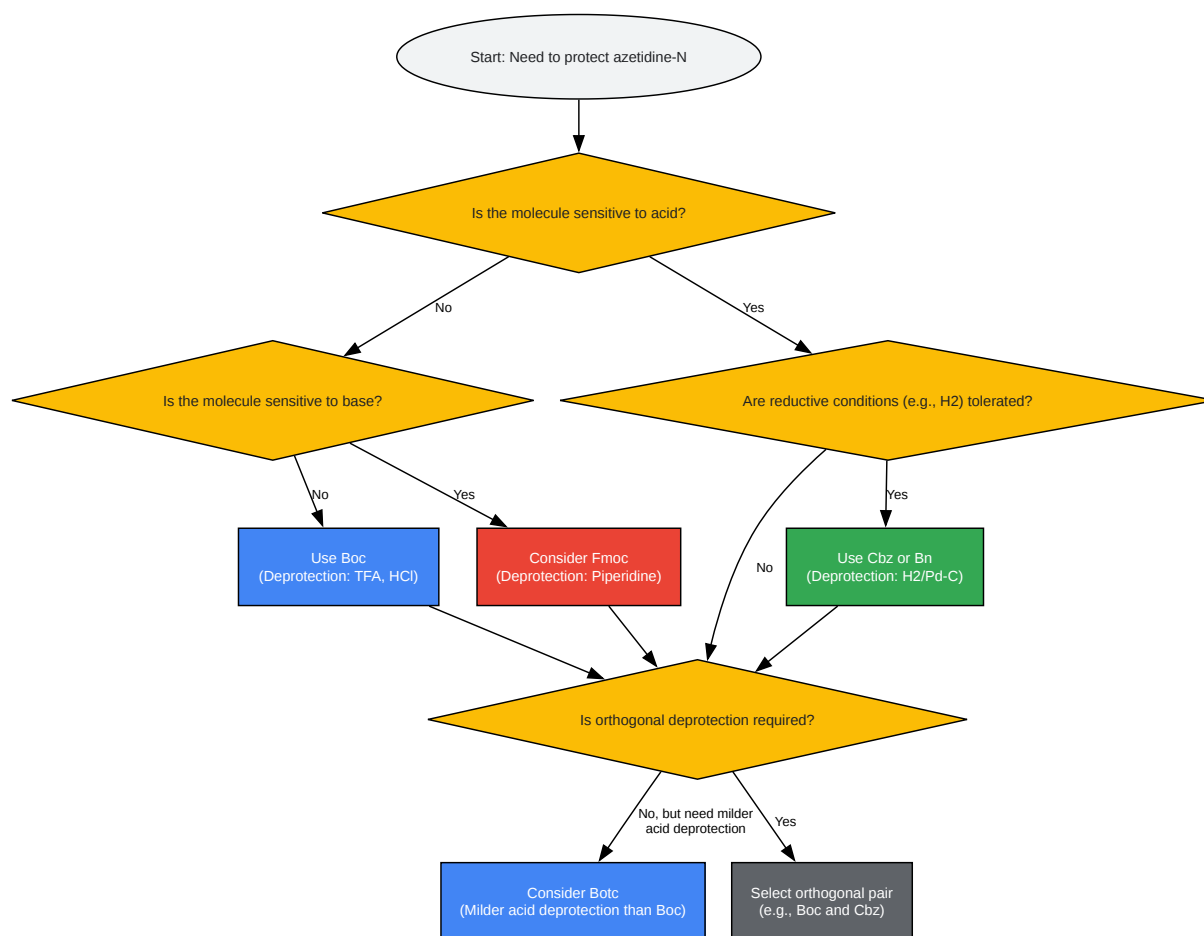 Start: Need to protect azetidine-N
Is the molecule sensitive to acid?
No
Yes
Is the molecule sensitive to base?
Are reductive conditions (e.g., H2) tolerated?
No
Yes
Yes
Use Boc
(Deprotection: TFA, HCl)
Consider Fmoc
(Deprotection: Piperidine)
No
Use Cbz or Bn
(Deprotection: H2/Pd-C)
Is orthogonal deprotection required?
No, but need milder
acid deprotection
Yes
Consider Botc
(Milder acid deprotection than Boc)
Select orthogonal pair
(e.g., Boc and Cbz)